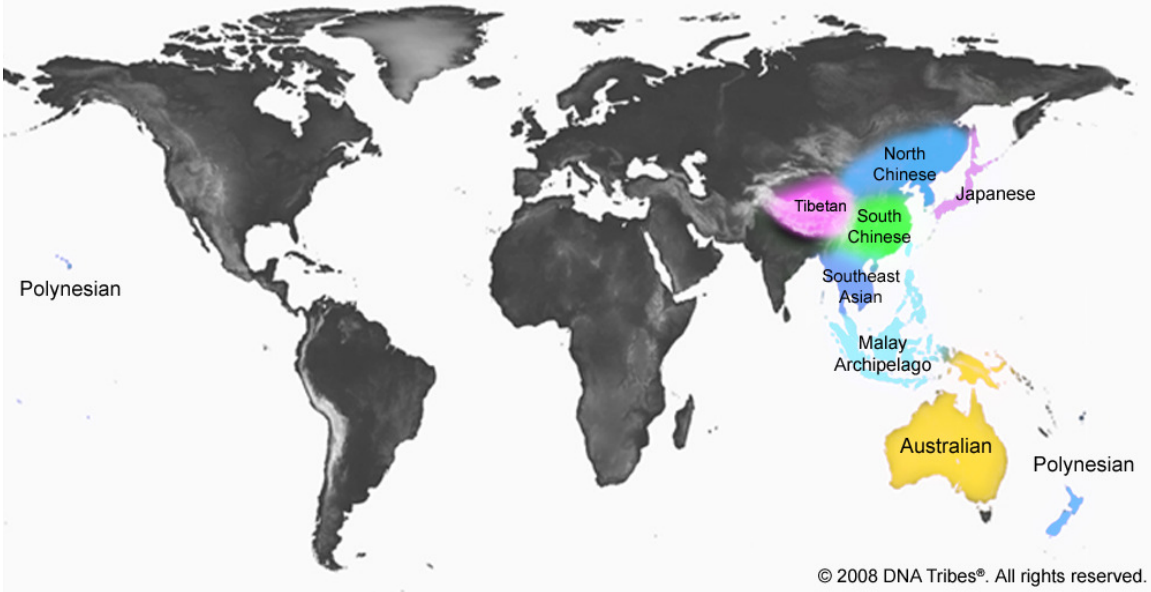 North
Chinese
Japanese
Tibetan
South
Chinese
Polynesian
Southeast
Asian
Malay
Archipelago
Australian
Polynesian
© 2008 DNA Tribes®. All rights reserved.